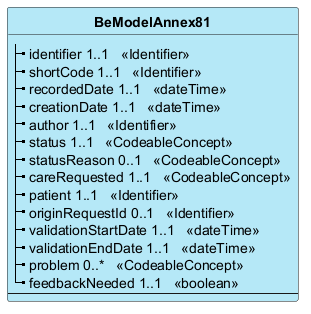 BeModelAnnex81
identifier 1..1 «Identifier»
shortCode 1..1 «Identifier»
recordedDate 1..1 «dateTime»
creationDate 1..1 «dateTime»
author 1..1 «Identifier»
status 1..1 «CodeableConcept»
statusReason 0..1 «CodeableConcept»
careRequested 1..1 «CodeableConcept»
patient 1..1 «Identifier»
originRequestId 0..1 «Identifier»
validationStartDate 1..1 «dateTime»
validationEndDate 1..1 «dateTime»
problem 0..* «CodeableConcept»
feedbackNeeded 1..1 «boolean»